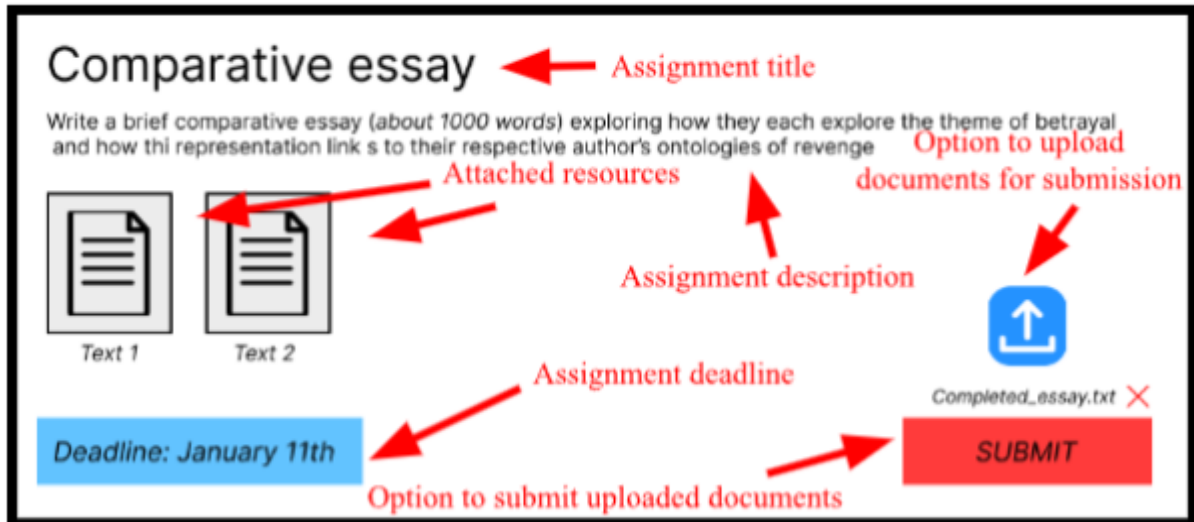 Comparative essay
Assignment title
Write a brief comparative essay (about 1000 words) exploring how they each explore the theme of betrayal
and how thi representation link s to their respective author's ontologies of revenge
Option to upload
documents for submission
Attached resources
Assignment description
Text 1
Text 2
Assignment deadline
Completed_essay.txt
Deadline: January 11th
SUBMIT
Option to submit uploaded documents